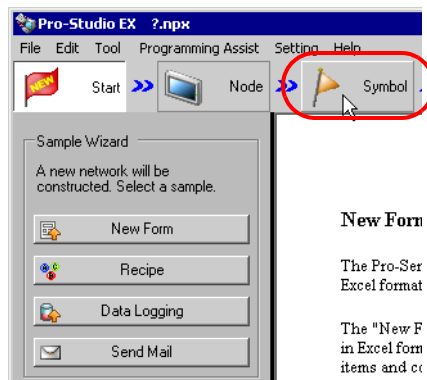 Pro-Studio EX ?.npx
File Edit Tool Programming Assist Setting Help
NEW Start Node Symbol
Sample Wizard
A new network will be
constructed. Select a sample.
New Form
Recipe
Data Logging
Send Mail
New Form
The Pro-Ser
Excel format
The "New F
in Excel form
items and co